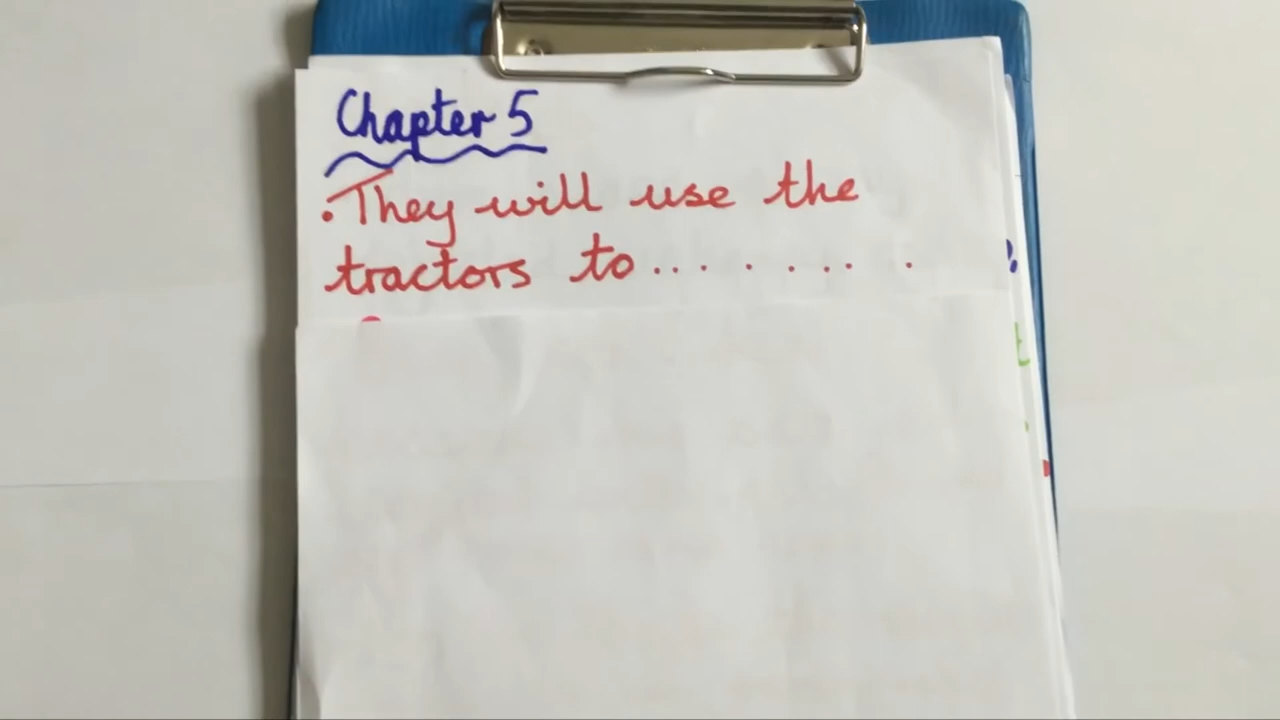 Chapter 5
• They will use the
tractors to... . . .. .
t